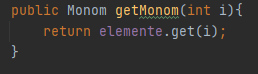 public Monom getMonom(int i){
    return elemente.get(i);
}